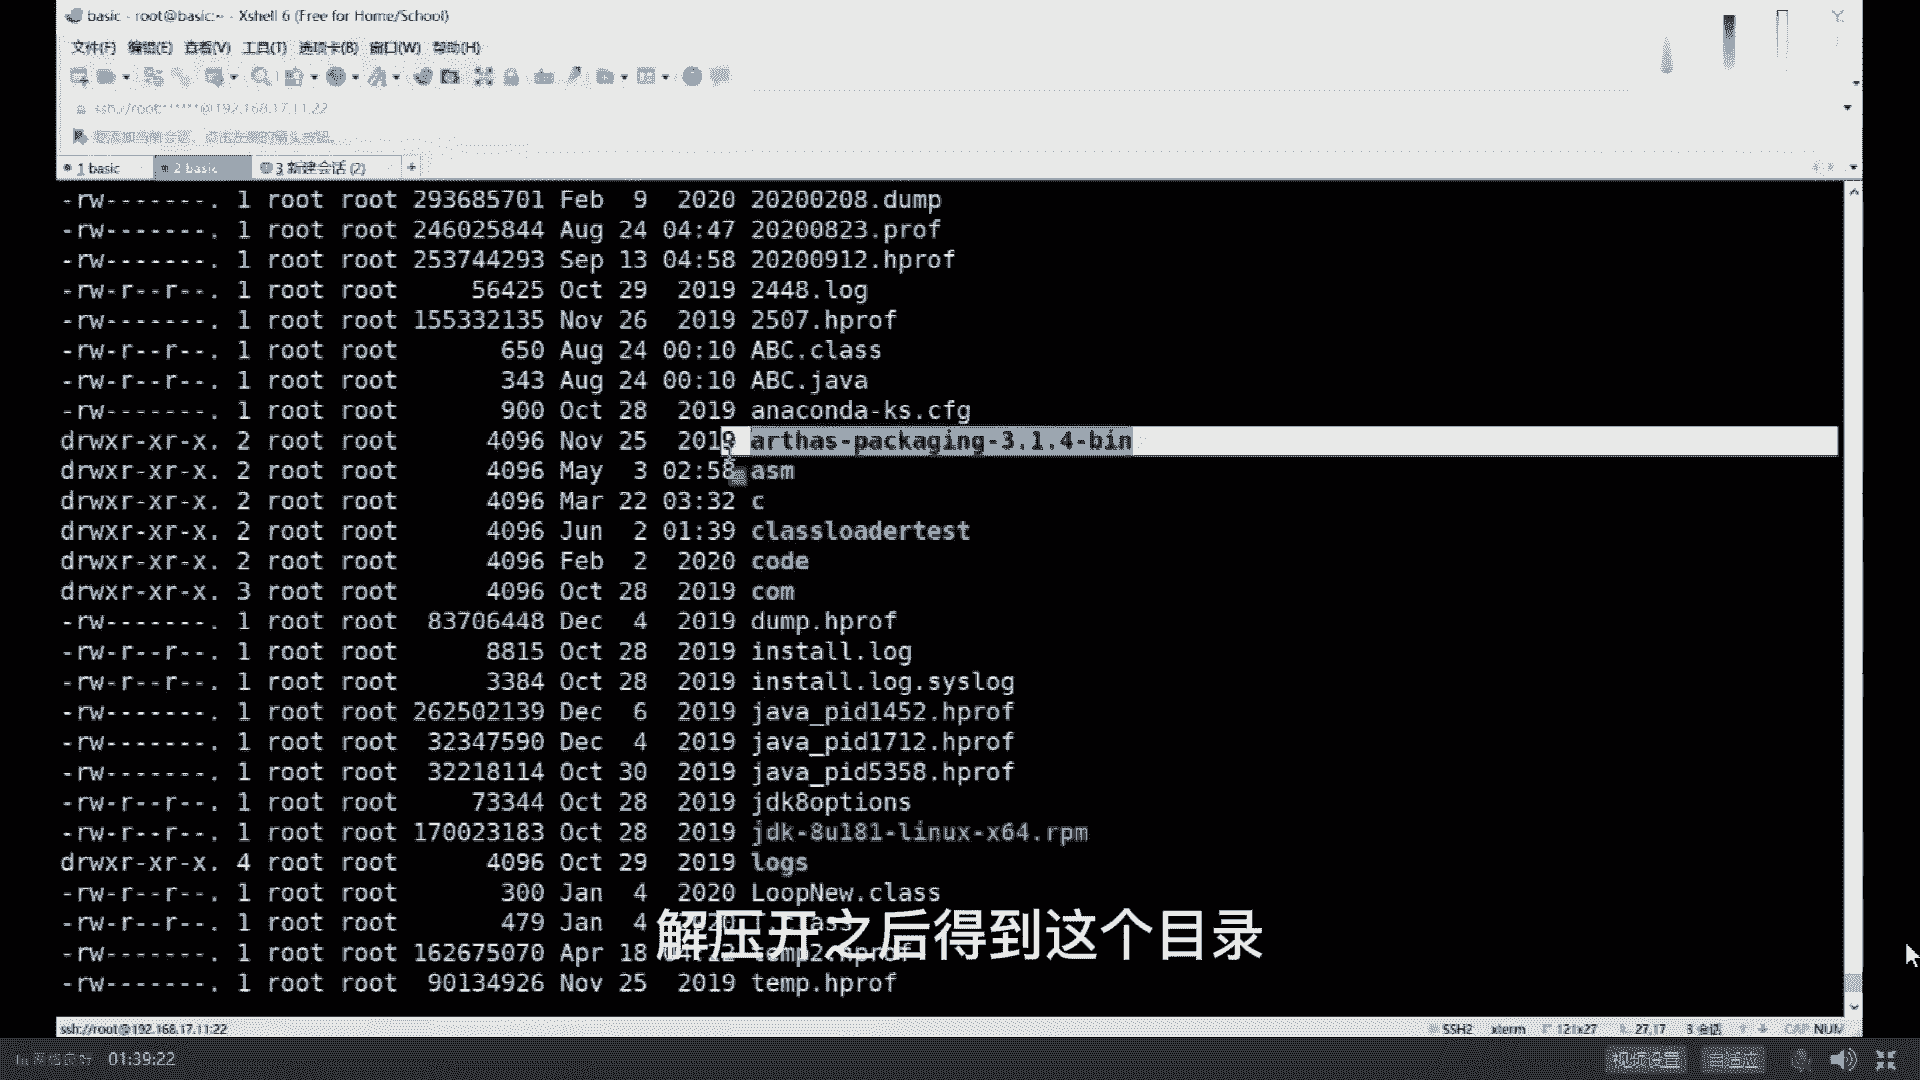 basic - root@basic:~ - Xshell 6 (Free for Home/School)
文件(F) 编辑(E) 查看(V) 工具(T) 选项卡(B) 窗口(W) 帮助(H)
ssh://root:******@192.168.17.11:22
1 basic 2 basic 3 新建会话 (2) +
-rw-------. 1 root root 293685701 Feb 9 2020 20200208.dump
-rw-------. 1 root root 246025844 Aug 24 04:47 20200823.prof
-rw-------. 1 root root 253744293 Sep 13 04:58 20200912.hprof
-rw-r--r--. 1 root root 56425 Oct 29 2019 2448.log
-rw-------. 1 root root 155332135 Nov 26 2019 2507.hprof
-rw-r--r--. 1 root root 650 Aug 24 00:10 ABC.class
-rw-r--r--. 1 root root 343 Aug 24 00:10 ABC.java
-rw-------. 1 root root 900 Oct 28 2019 anaconda-ks.cfg
drwxr-xr-x. 2 root root 4096 Nov 25 2019 arthas-packaging-3.1.4-bin
drwxr-xr-x. 2 root root 4096 May 3 02:58 asm
drwxr-xr-x. 2 root root 4096 Mar 22 03:32 c
drwxr-xr-x. 2 root root 4096 Jun 2 01:39 classloadertest
drwxr-xr-x. 2 root root 4096 Feb 2 2020 code
drwxr-xr-x. 3 root root 4096 Oct 28 2019 com
-rw-------. 1 root root 83706448 Dec 4 2019 dump.hprof
-rw-r--r--. 1 root root 8815 Oct 28 2019 install.log
-rw-r--r--. 1 root root 3384 Oct 28 2019 install.log.syslog
-rw-------. 1 root root 262502139 Dec 6 2019 java_pid1452.hprof
-rw-------. 1 root root 32347590 Dec 4 2019 java_pid1712.hprof
-rw-------. 1 root root 32218114 Oct 30 2019 java_pid5358.hprof
-rw-r--r--. 1 root root 73344 Oct 28 2019 jdk8options
-rw-r--r--. 1 root root 170023183 Oct 28 2019 jdk-8u181-linux-x64.rpm
drwxr-xr-x. 4 root root 4096 Oct 29 2019 logs
-rw-r--r--. 1 root root 300 Jan 4 2020 LoopNew.class
-rw-r--r--. 1 root root 479 Jan 4
解压开之后得到这个目录
-rw-------. 1 root root 162675070 Apr 18 temp2.hprof
-rw-------. 1 root root 90134926 Nov 25 2019 temp.hprof
ssh://root@192.168.17.11:22 SSH2 xterm 121x27 27,17 3 会话 CAP NUM
01:39:22 视频设置 自适应